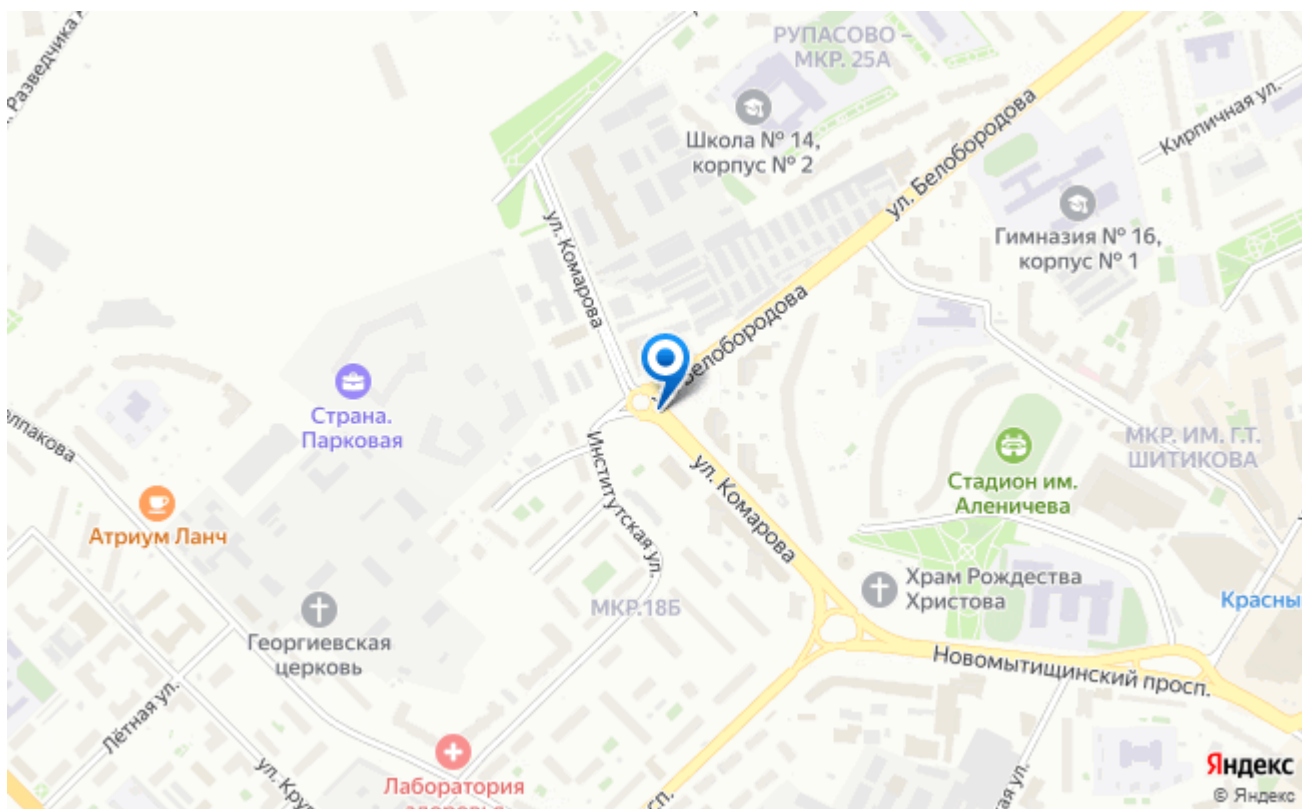 Разведчика
РУПАСОВО –
МКР. 25А
Школа № 14,
корпус № 2
ул. Белобородова
Кирпичная ул.
Гимназия № 16,
корпус № 1
ул. Комарова
Белобородова
Страна.
Парковая
МКР. ИМ. Г.Т.
ШИТИКОВА
Институтская ул.
ул. Комарова
Стадион им.
Аленичева
Атриум Ланч
МКР.18Б
Храм Рождества
Христова
Красны
Георгиевская
церковь
Новомытищинский просп.
Лётная ул.
Лаборатория
Яндекс
© Яндекс